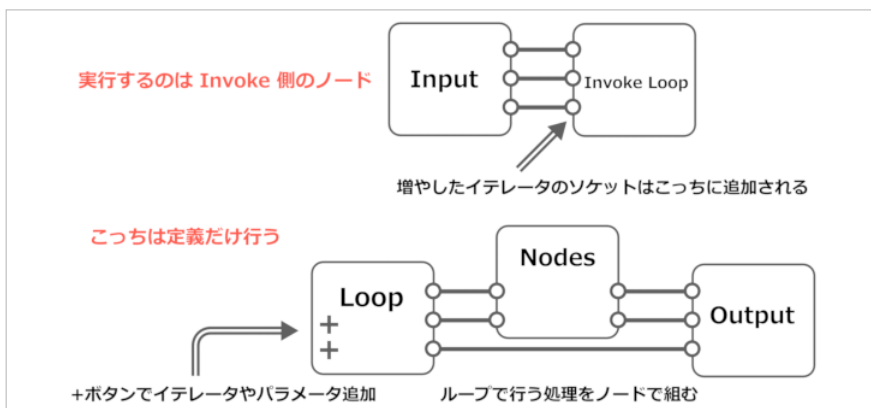 実行するのは Invoke 側のノード
Input
Invoke Loop
増やしたイテレータのソケットはこっちに追加される
こっちは定義だけ行う
Loop
+
+
Nodes
Output
+ボタンでイテレータやパラメータ追加
ループで行う処理をノードで組む